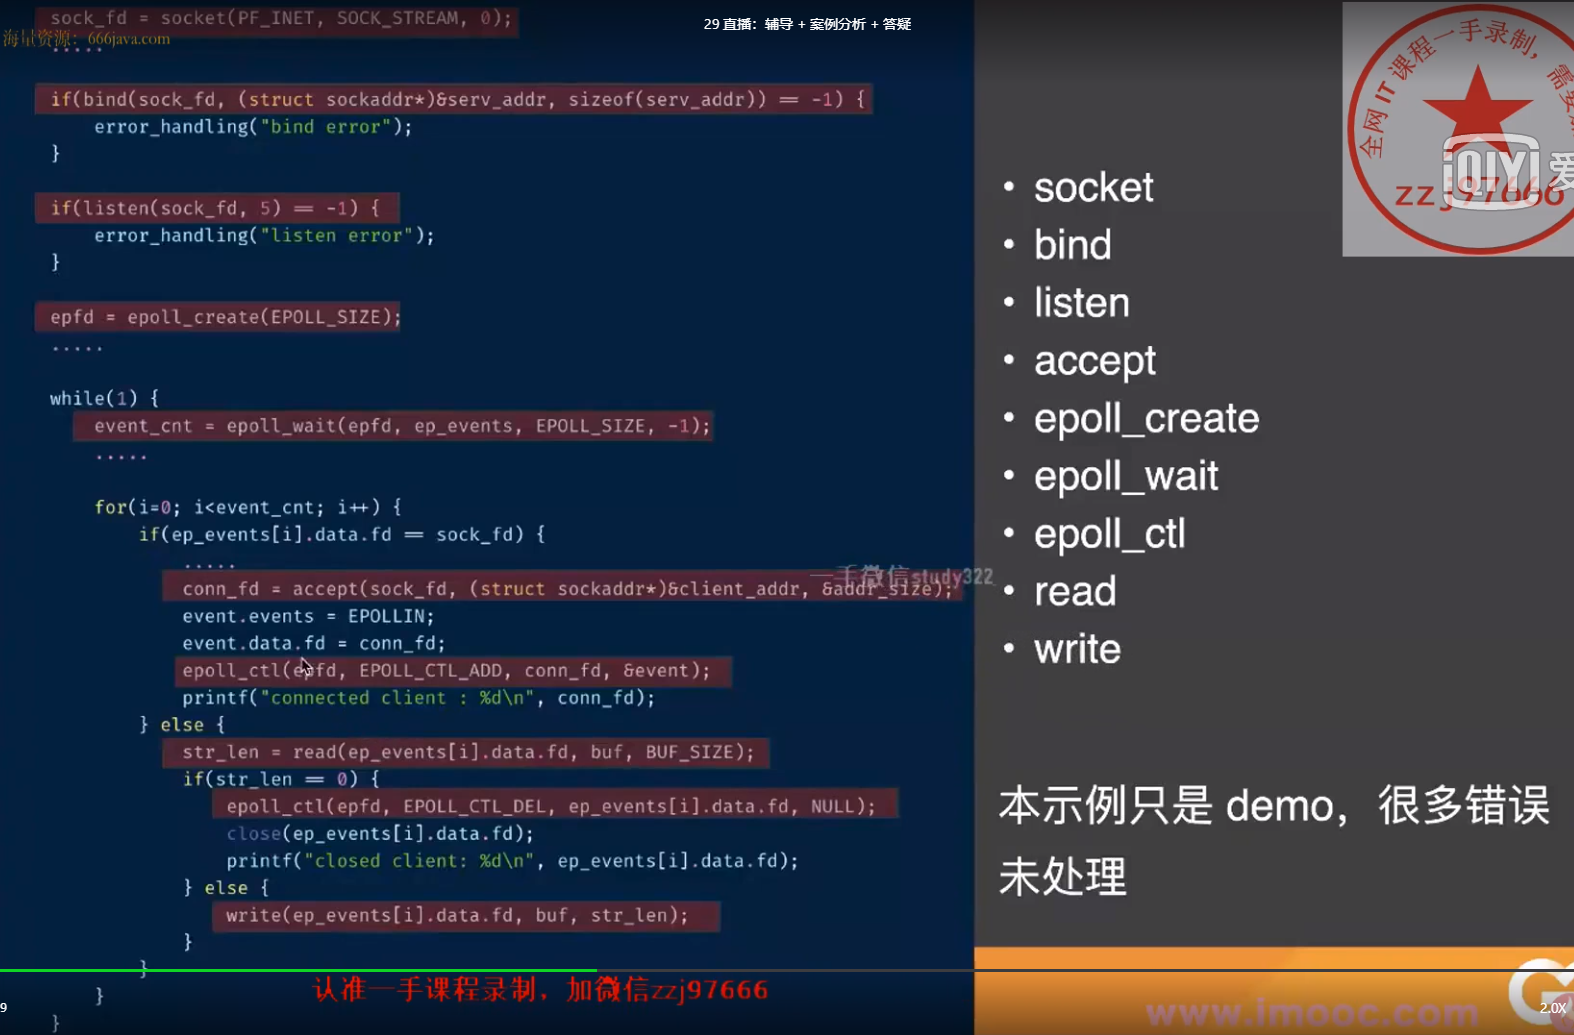 sock_fd = socket(PF_INET, SOCK_STREAM, 0);
29 直播：辅导 + 案例分析 + 答疑
海量资源：666java.com
.....
if(bind(sock_fd, (struct sockaddr*)&serv_addr, sizeof(serv_addr)) == -1) {
error_handling("bind error");
}
if(listen(sock_fd, 5) == -1) {
error_handling("listen error");
}
epfd = epoll_create(EPOLL_SIZE);
.....
while(1) {
event_cnt = epoll_wait(epfd, ep_events, EPOLL_SIZE, -1);
.....
for(i=0; i<event_cnt; i++) {
if(ep_events[i].data.fd == sock_fd) {
.....
conn_fd = accept(sock_fd, (struct sockaddr*)&client_addr, &addr_size);
event.events = EPOLLIN;
event.data.fd = conn_fd;
epoll_ctl(epfd, EPOLL_CTL_ADD, conn_fd, &event);
printf("connected client : %d\n", conn_fd);
} else {
str_len = read(ep_events[i].data.fd, buf, BUF_SIZE);
if(str_len == 0) {
epoll_ctl(epfd, EPOLL_CTL_DEL, ep_events[i].data.fd, NULL);
close(ep_events[i].data.fd);
printf("closed client: %d\n", ep_events[i].data.fd);
} else {
write(ep_events[i].data.fd, buf, str_len);
}
}
}
}
一手微信study322
• socket
• bind
• listen
• accept
• epoll_create
• epoll_wait
• epoll_ctl
• read
• write
本示例只是 demo，很多错误
未处理
全网IT课程一手录制，需要
zzj97666
iQIYI 爱
认准一手课程录制，加微信zzj97666
www.imooc.com
9
2.0X